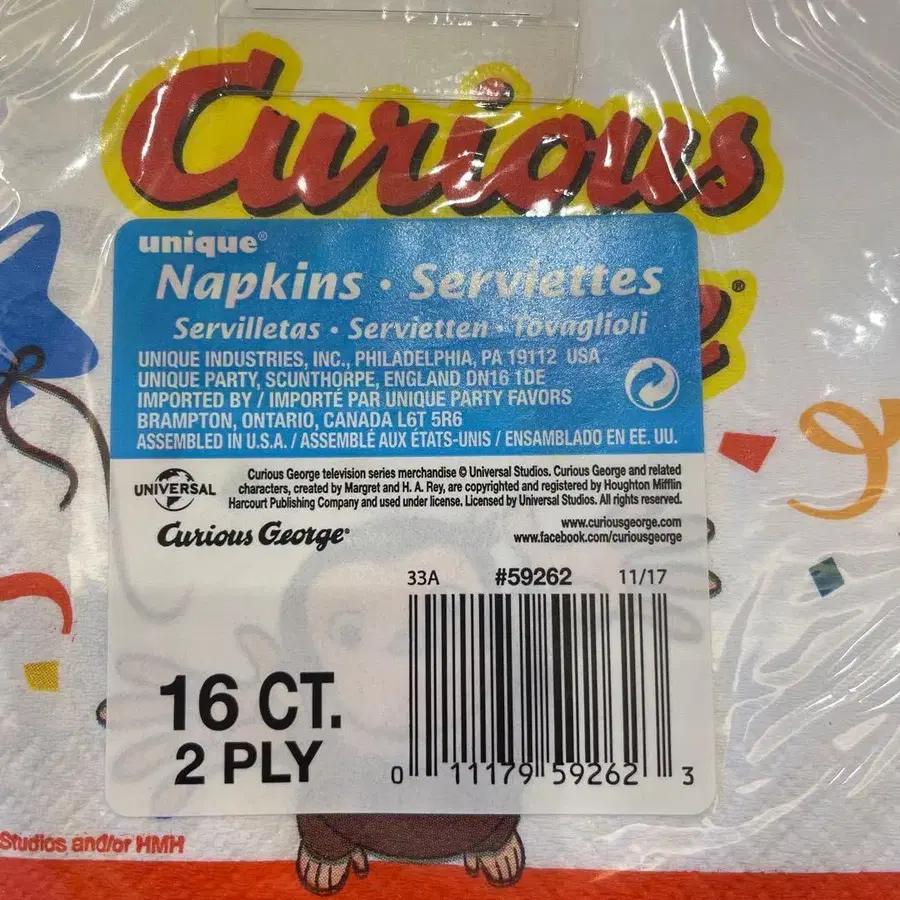 Curious
unique®
Napkins · Serviettes
Servilletas · Servietten · Tovaglioli
UNIQUE INDUSTRIES, INC., PHILADELPHIA, PA 19112 USA
UNIQUE PARTY, SCUNTHORPE, ENGLAND DN16 1DE
IMPORTED BY / IMPORTÉ PAR UNIQUE PARTY FAVORS
BRAMPTON, ONTARIO, CANADA L6T 5R6
ASSEMBLED IN U.S.A. / ASSEMBLÉ AUX ÉTATS-UNIS / ENSAMBLADO EN EE. UU.
UNIVERSAL
Curious George television series merchandise © Universal Studios. Curious George and related
characters, created by Margret and H. A. Rey, are copyrighted and registered by Houghton Mifflin
Harcourt Publishing Company and used under license. Licensed by Universal Studios. All rights reserved.
Curious George®
www.curiousgeorge.com
www.facebook.com/curiousgeorge
33A #59262 11/17
16 CT.
2 PLY
0 11179 59262 3
Studios and/or HMH